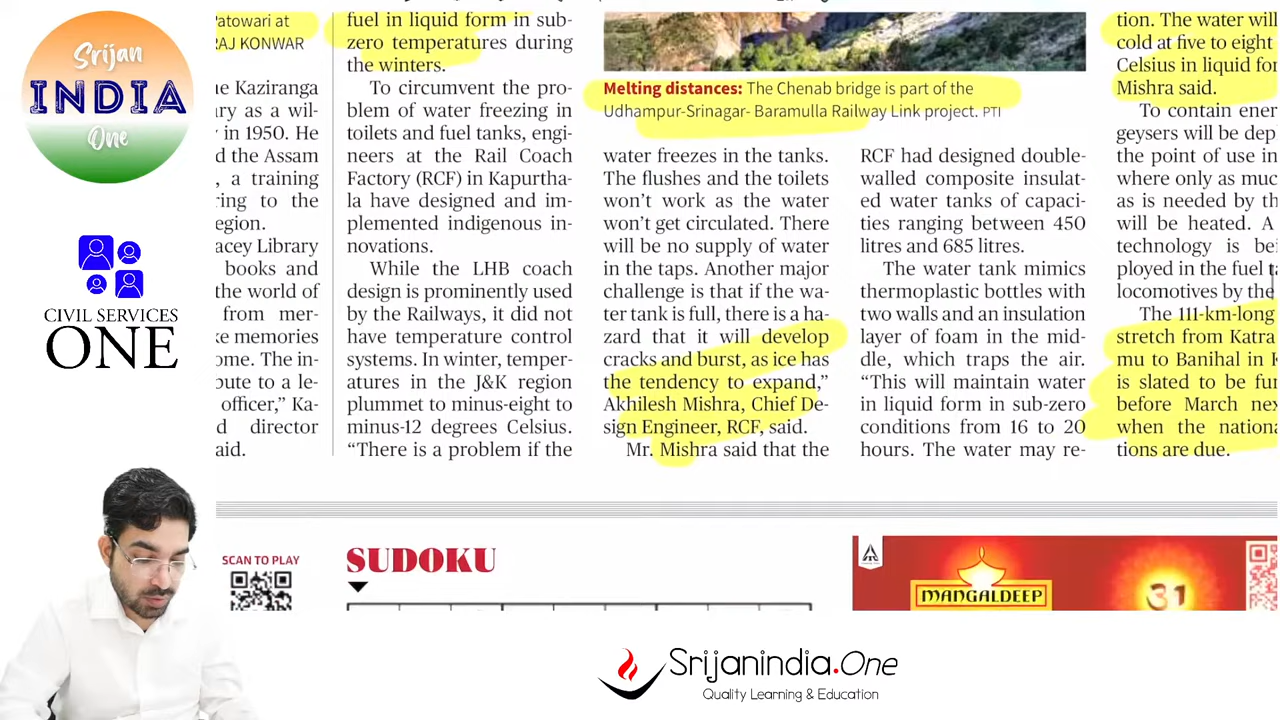 Srijan
INDIA
One
CIVIL SERVICES
ONE
Patowari at
RAJ KONWAR
Kaziranga
as a wil-
in 1950. He
the Assam
, a training
to the
Library
books and
the world of
from mer-
memories
The in-
to a le-
officer,” Ka-
director
fuel in liquid form in sub-
zero temperatures during
the winters.
To circumvent the pro-
blem of water freezing in
toilets and fuel tanks, engi-
neers at the Rail Coach
Factory (RCF) in Kapurtha-
la have designed and im-
plemented indigenous in-
novations.
While the LHB coach
design is prominently used
by the Railways, it did not
have temperature control
systems. In winter, temper-
atures in the J&K region
plummet to minus-eight to
minus-12 degrees Celsius.
“There is a problem if the
Melting distances: The Chenab bridge is part of the
Udhampur-Srinagar- Baramulla Railway Link project. PTI
water freezes in the tanks.
The flushes and the toilets
won’t work as the water
won’t get circulated. There
will be no supply of water
in the taps. Another major
challenge is that if the wa-
ter tank is full, there is a ha-
zard that it will develop
cracks and burst, as ice has
the tendency to expand,”
Akhilesh Mishra, Chief De-
sign Engineer, RCF, said.
Mr. Mishra said that the
RCF had designed double-
walled composite insulat-
ed water tanks of capaci-
ties ranging between 450
litres and 685 litres.
The water tank mimics
thermoplastic bottles with
two walls and an insulation
layer of foam in the mid-
dle, which traps the air.
“This will maintain water
in liquid form in sub-zero
conditions from 16 to 20
hours. The water may re-
tion. The water will
cold at five to eight
Celsius in liquid
Mishra said.
To contain
geysers will be
the point of use in
where only as
as is needed by
will be heated. A
technology is
ployed in the fuel
locomotives by the
The 111-km-long
stretch from Katra
mu to Banihal in
is slated to be
before March
when the
tions are due.
SCAN TO PLAY
SUDOKU
MANGALDEEP
31
Srijanindia.One
Quality Learning & Education